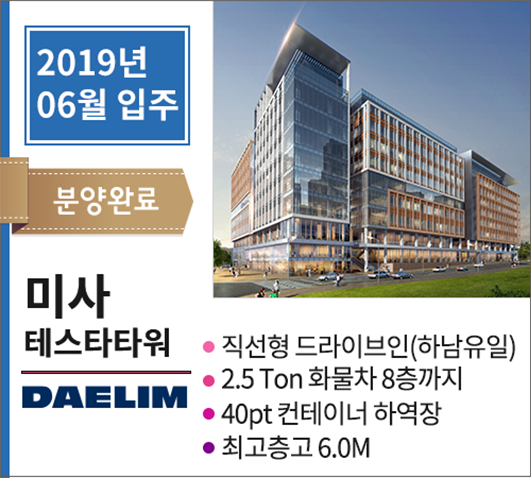 2019년
06월 입주
분양완료
미사
테스타타워
DAELIM
직선형 드라이브인(하남유일)
2.5 Ton 화물차 8층까지
40pt 컨테이너 하역장
최고층고 6.0M